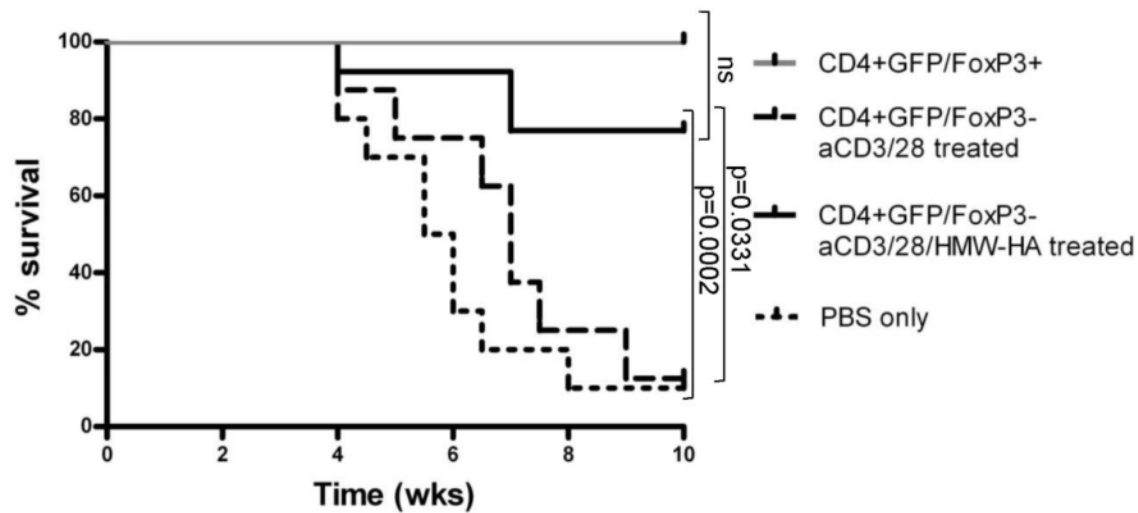 % survival
100
80
60
40
20
0
0
2
4
6
8
10
Time (wks)
ns
p=0.0331
p=0.0002
CD4+GFP/FoxP3+
CD4+GFP/FoxP3-
aCD3/28 treated
CD4+GFP/FoxP3-
aCD3/28/HMW-HA treated
PBS only